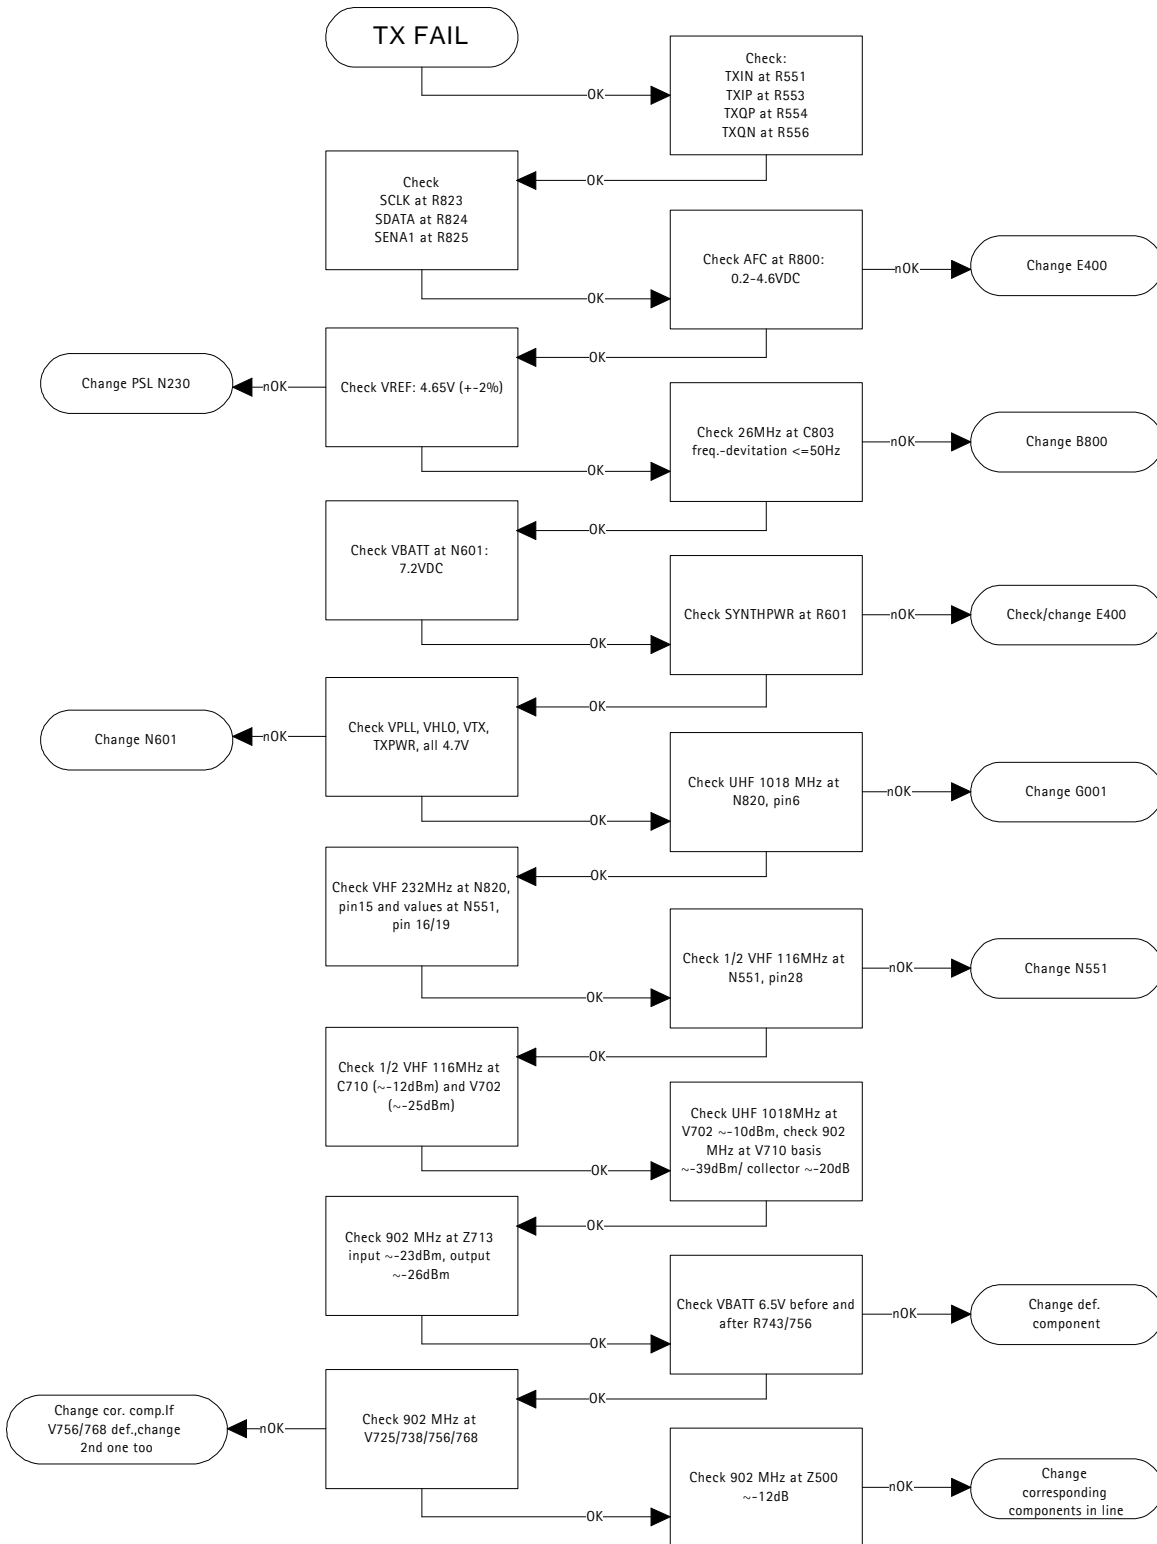 TX FAIL
OK
Check:
TXIN at R551
TXIP at R553
TXQP at R554
TXQN at R556
OK
Check
SCLK at R823
SDATA at R824
SENA1 at R825
OK
Check AFC at R800:
0.2-4.6VDC
nOK
Change E400
OK
Check VREF: 4.65V (+-2%)
nOK
Change PSL N230
OK
Check 26MHz at C803
freq.-devitation <=50Hz
nOK
Change B800
OK
Check VBATT at N601:
7.2VDC
OK
Check SYNTHPWR at R601
nOK
Check/change E400
OK
Check VPLL, VHLO, VTX,
TXPWR, all 4.7V
nOK
Change N601
OK
Check UHF 1018 MHz at
N820, pin6
nOK
Change G001
OK
Check VHF 232MHz at N820,
pin15 and values at N551,
pin 16/19
OK
Check 1/2 VHF 116MHz at
N551, pin28
nOK
Change N551
OK
Check 1/2 VHF 116MHz at
C710 (~-12dBm) and V702
(~-25dBm)
OK
Check UHF 1018MHz at
V702 ~-10dBm, check 902
MHz at V710 basis
~-39dBm/ collector ~-20dB
OK
Check 902 MHz at Z713
input ~-23dBm, output
~-26dBm
OK
Check VBATT 6.5V before and
after R743/756
nOK
Change def.
component
OK
Check 902 MHz at
V725/738/756/768
nOK
Change cor. comp.If
V756/768 def.,change
2nd one too
OK
Check 902 MHz at Z500
~-12dB
nOK
Change
corresponding
components in line